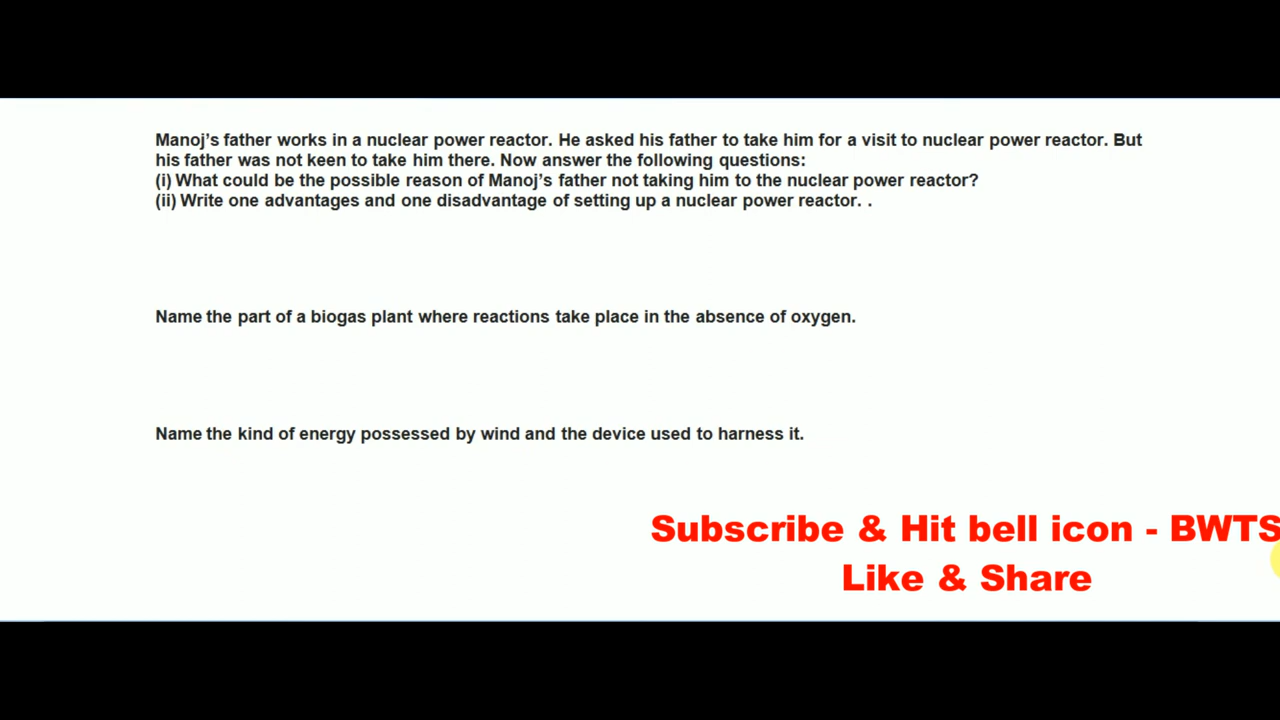 Manoj's father works in a nuclear power reactor. He asked his father to take him for a visit to nuclear power reactor. But
his father was not keen to take him there. Now answer the following questions:
(i) What could be the possible reason of Manoj's father not taking him to the nuclear power reactor?
(ii) Write one advantages and one disadvantage of setting up a nuclear power reactor. .
Name the part of a biogas plant where reactions take place in the absence of oxygen.
Name the kind of energy possessed by wind and the device used to harness it.
Subscribe & Hit bell icon - BWTS
Like & Share